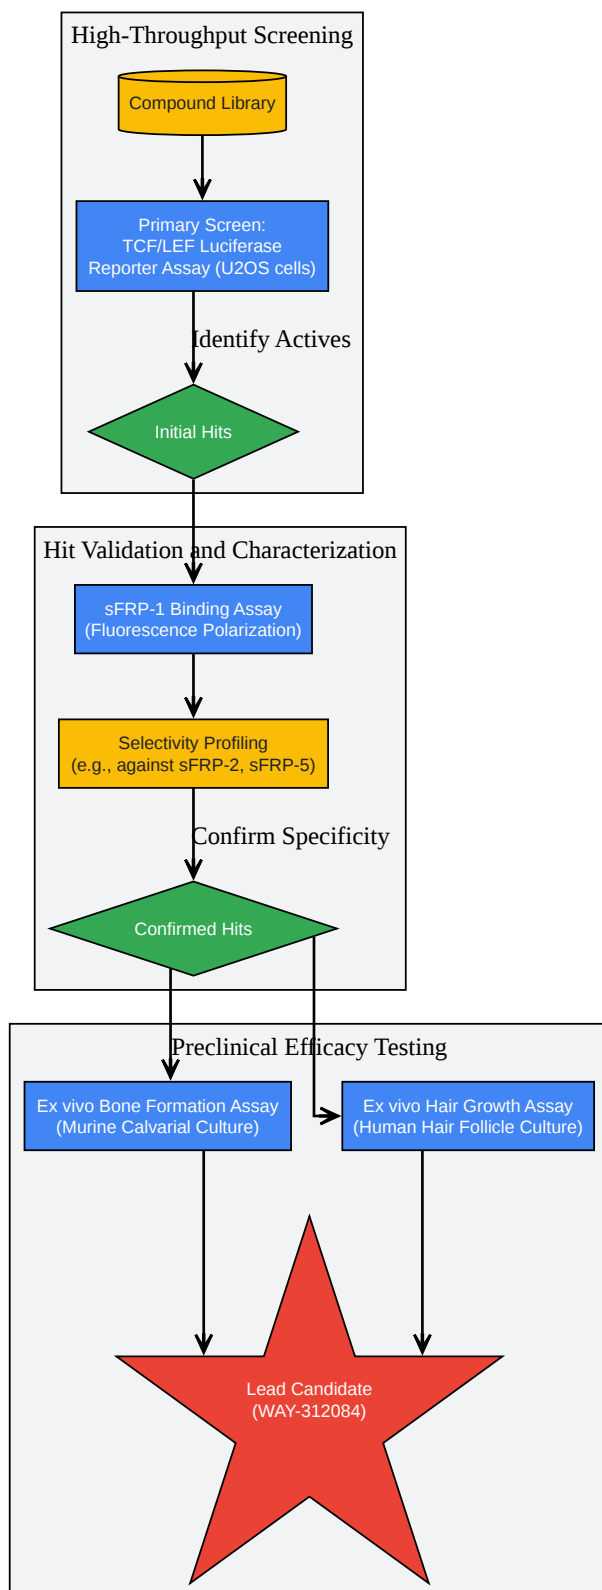 High-Throughput Screening
Compound Library
Primary Screen:
TCF/LEF Luciferase
Reporter Assay (U2OS cells)
Identify Actives
Initial Hits
Hit Validation and Characterization
sFRP-1 Binding Assay
(Fluorescence Polarization)
Selectivity Profiling
(e.g., against sFRP-2, sFRP-5)
Confirm Specificity
Confirmed Hits
Preclinical Efficacy Testing
Ex vivo Bone Formation Assay
(Murine Calvarial Culture)
Ex vivo Hair Growth Assay
(Human Hair Follicle Culture)
Lead Candidate
(WAY-312084)